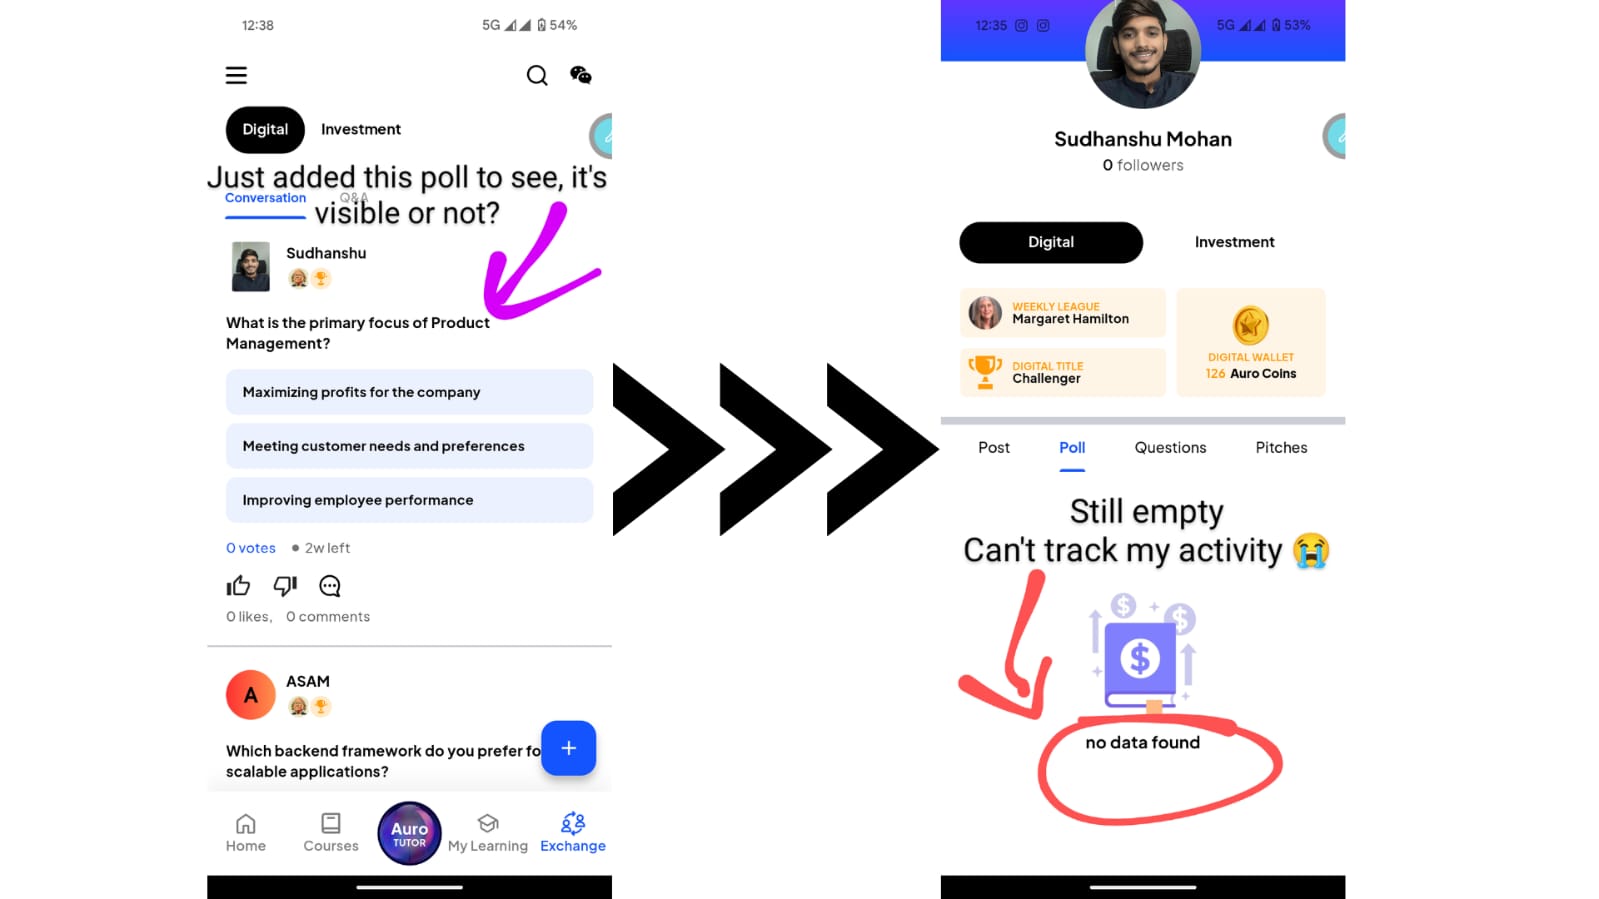 12:38
5G 54%
Digital
Investment
Just added this poll to see, it's
visible or not?
Conversation
Q&A
Sudhanshu
What is the primary focus of Product
Management?
Maximizing profits for the company
Meeting customer needs and preferences
Improving employee performance
0 votes • 2w left
0 likes, 0 comments
A
ASAM
Which backend framework do you prefer fo
scalable applications?
+
Home
Courses
Auro
TUTOR
My Learning
Exchange
12:35
5G 53%
Sudhanshu Mohan
0 followers
Digital
Investment
WEEKLY LEAGUE
Margaret Hamilton
DIGITAL TITLE
Challenger
DIGITAL WALLET
126 Auro Coins
Post
Poll
Questions
Pitches
Still empty
Can't track my activity 😭
$ $
$
no data found